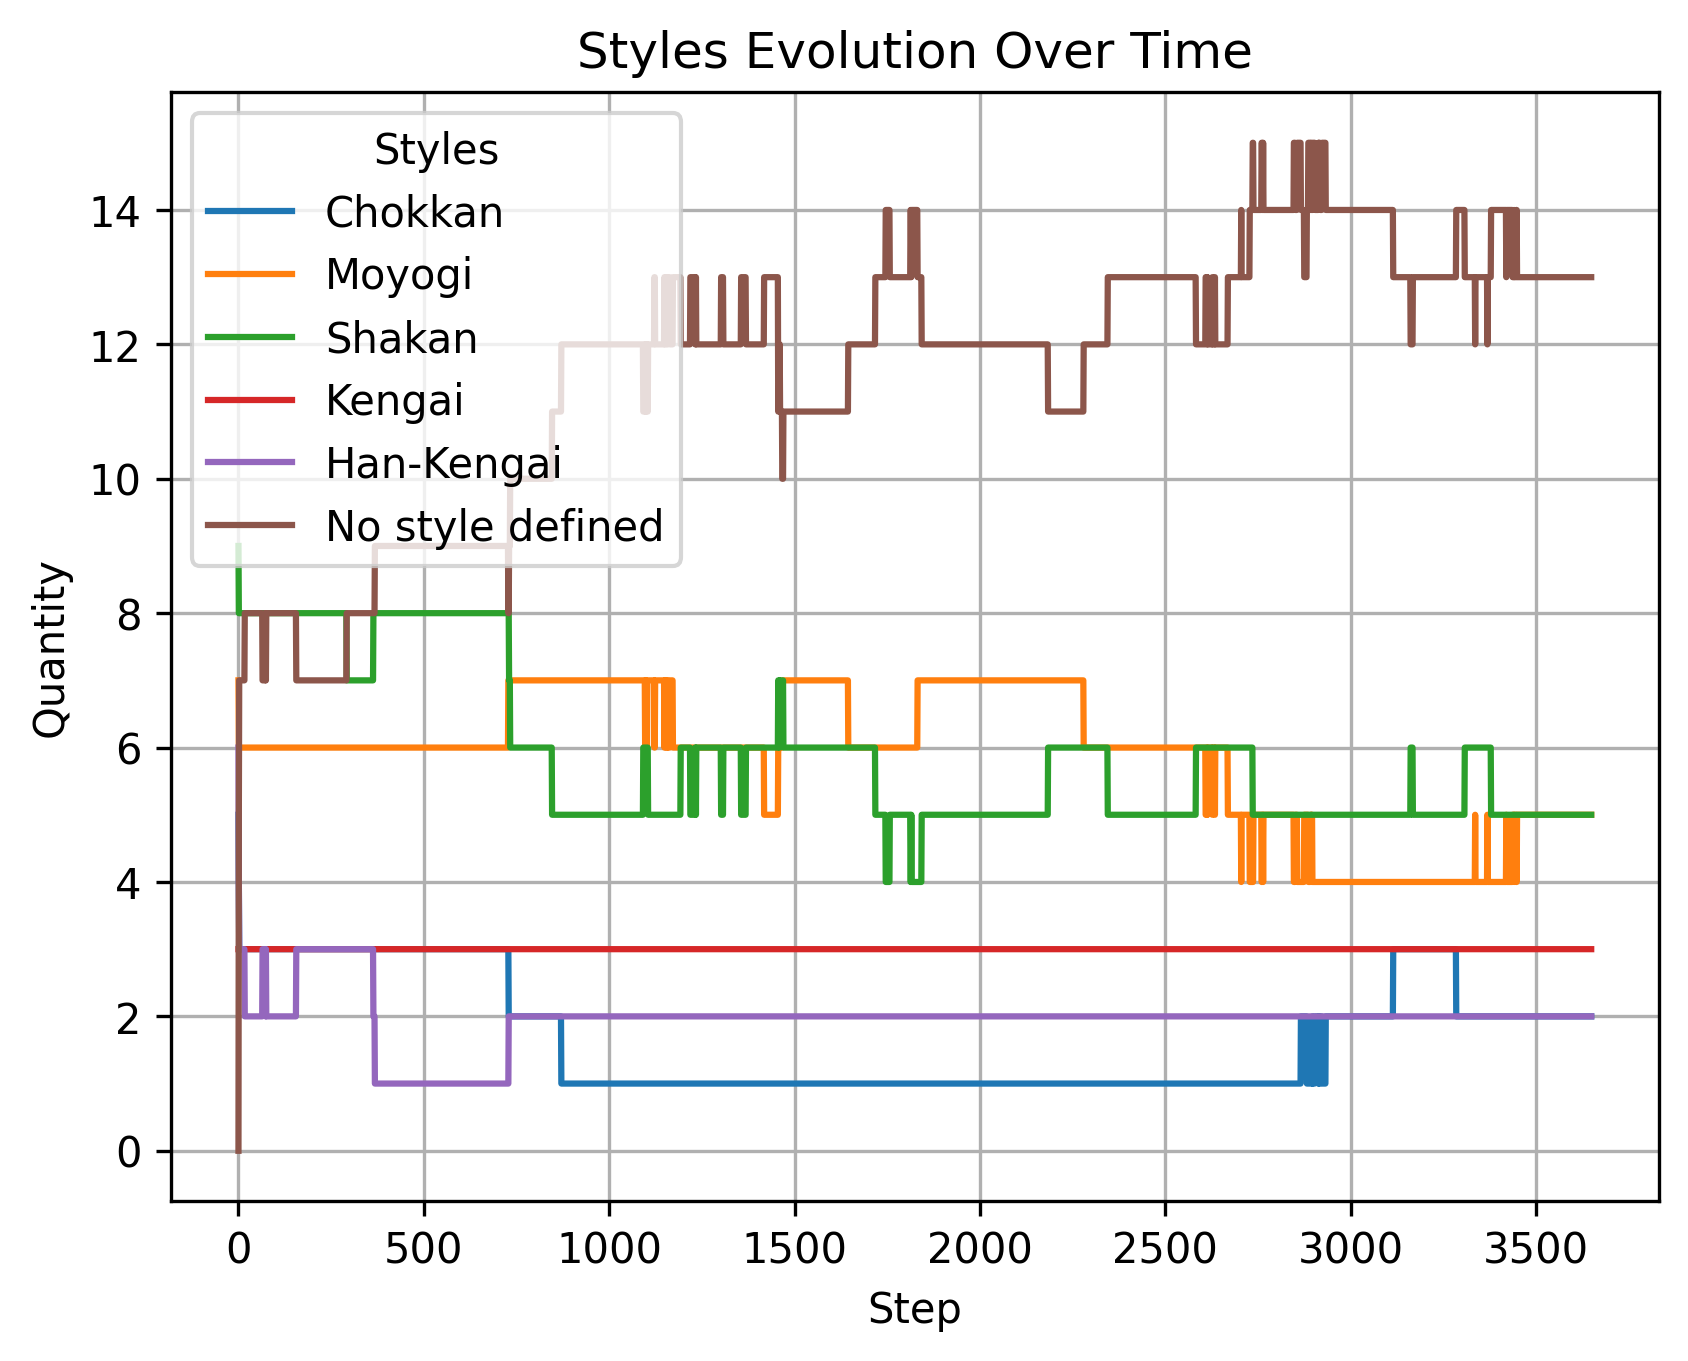 Styles Evolution Over Time
Styles
Chokkan
Moyogi
Shakan
Kengai
Han-Kengai
No style defined
Quantity
14
12
10
8
6
4
2
0
0 500 1000 1500 2000 2500 3000 3500
Step